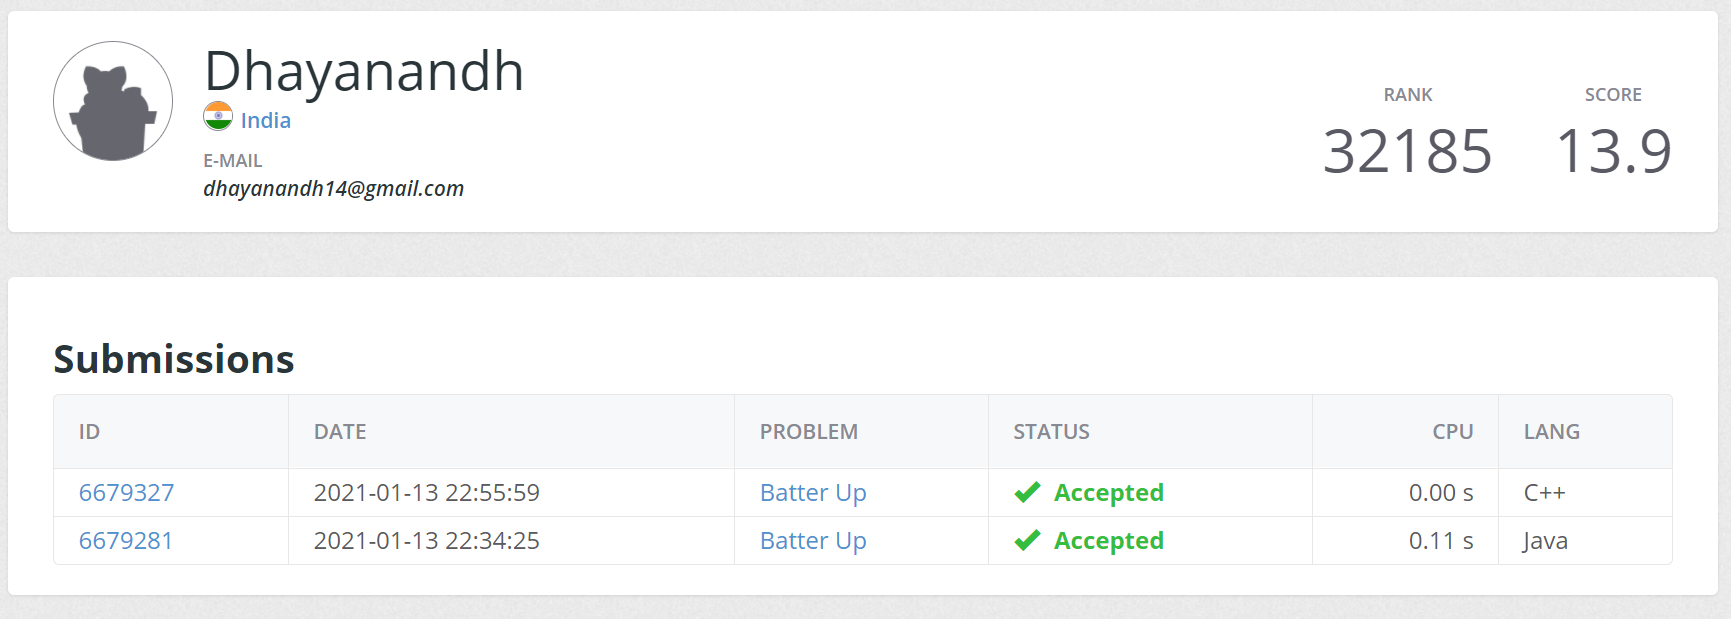 Dhayanandh
India
E-MAIL
dhayanandh14@gmail.com
RANK SCORE
32185 13.9
Submissions
ID DATE PROBLEM STATUS CPU LANG
6679327 2021-01-13 22:55:59 Batter Up Accepted 0.00 s C++
6679281 2021-01-13 22:34:25 Batter Up Accepted 0.11 s Java